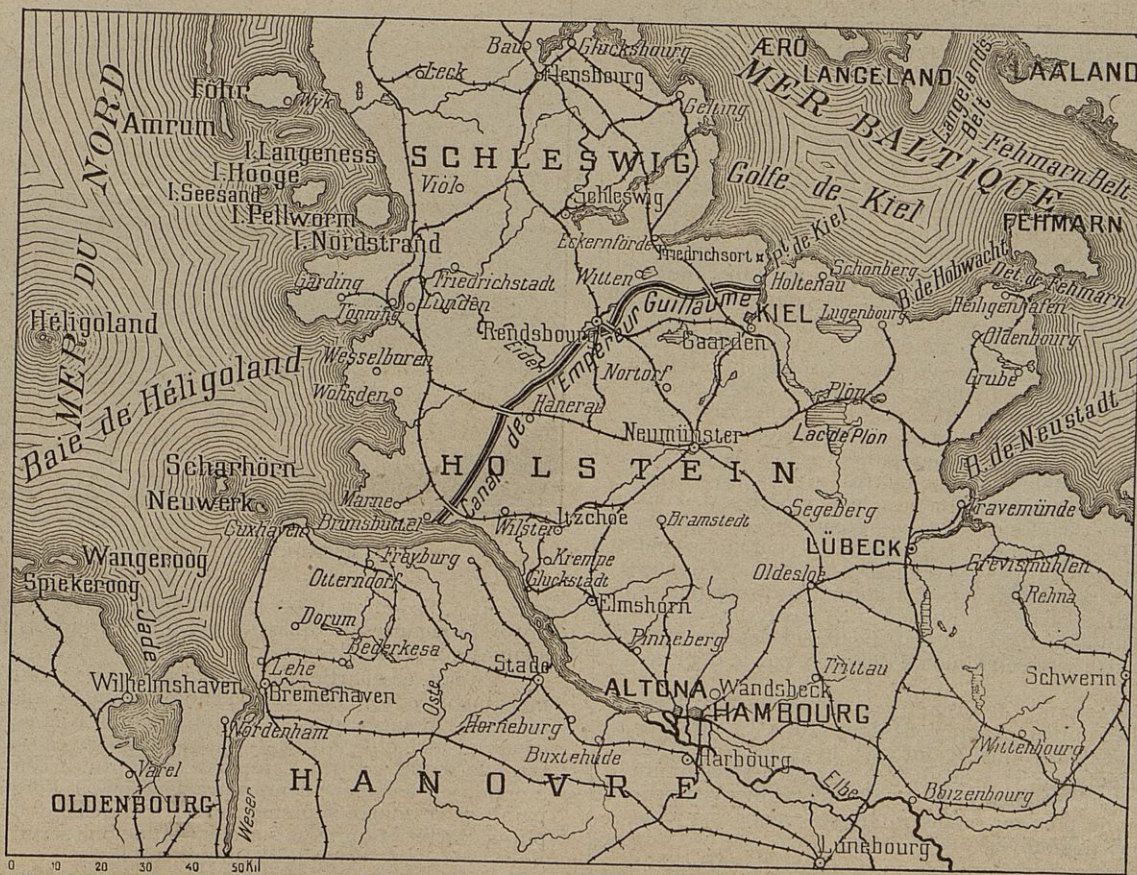 MER DU NORD
Föhr
Wyk
Amrum
I. Langeness
I. Hooge
I. Seesand
I. Pellworm
I. Nordstrand
Bau
Glucksbourg
Leck
Flensbourg
Gelting
ÆRÖ
LANGELAND
LAALAND
Langelands Belt
MER BALTIQUE
Fehmarn Belt
SCHLESWIG
Viöl
Schleswig
Golfe de Kiel
FEHMARN
Eckernförde
Friedrichsort
pt de Kiel
Garding
Friedrichstadt
Witten
Holtenau
Schonberg
B. de Hobwacht
Det. de Fehmarn
Tönning
Lunden
Héligoland
Rendsbourg
Canal de l'Empereur Guillaume
KIEL
Lugenbourg
Heiligenhafen
Oldenbourg
Eider
Gaarden
Wesselburen
Baie de Héligoland
Wohrden
Nortorf
Hanerau
Plön
Grube
Neumünster
Lac de Plön
B. de Neustadt
Scharhörn
HOLSTEIN
Neuwerk
Marne
Cuxhaven
Brunsbuttel
Wilster
Itzehoe
Bramstedt
Segeberg
Travemünde
LÜBECK
Wangeroog
Freyburg
Krempe
Grevismühlen
Spiekeroog
Otterndorf
Gluckstadt
Oldesloe
Elmshorn
Rehna
Jade
Dorum
Bederkesa
Pinneberg
Lehe
Stade
Trittau
Schwerin
Wilhelmshaven
Bremerhaven
Oste
ALTONA
Wandsbeck
HAMBOURG
Nordenham
Horneburg
Buxtehude
Harbourg
Wittenbourg
Varel
HANOVRE
Elbe
Boizenbourg
OLDENBOURG
Weser
Lunebourg
0 10 20 30 40 50 Kil